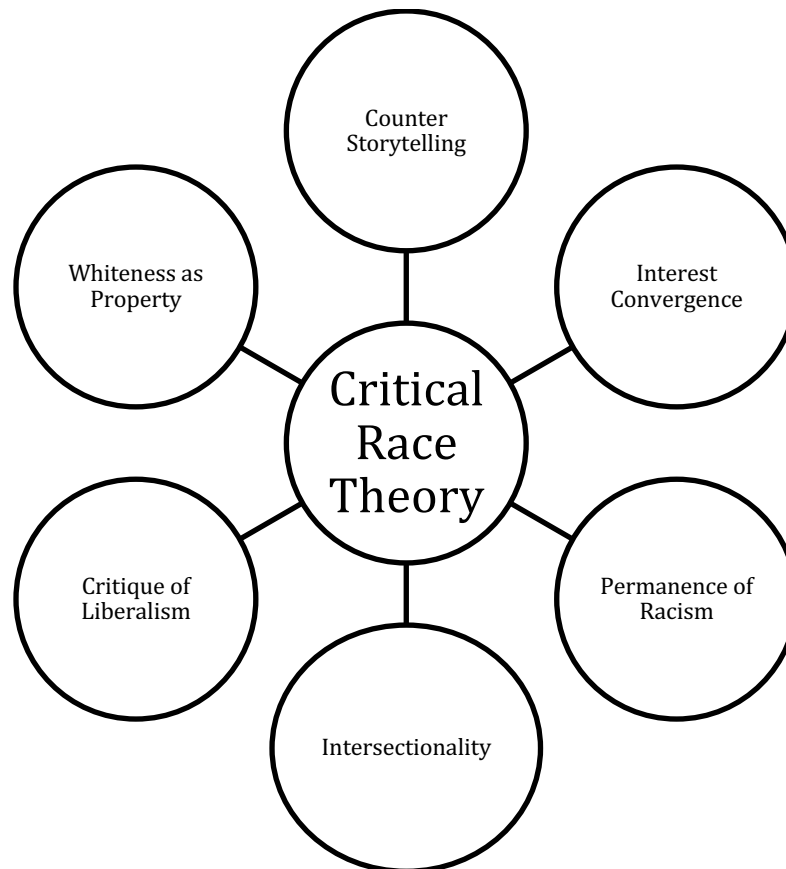 Counter
Storytelling
Whiteness as
Property
Interest
Convergence
Critical
Race
Theory
Critique of
Liberalism
Permanence of
Racism
Intersectionality